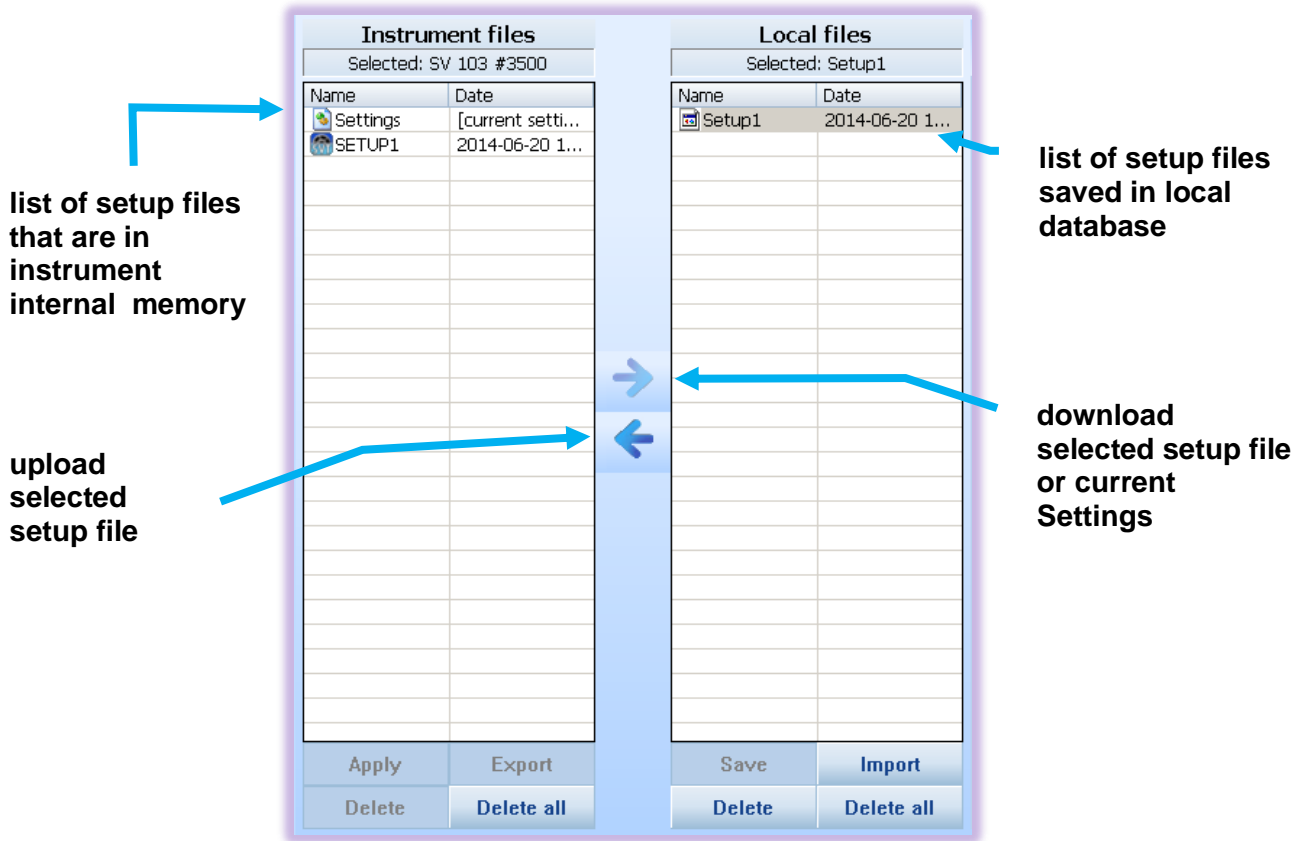 Instrument files
Selected: SV 103 #3500
Name Date
Settings [current setti...
SETUP1 2014-06-20 1...
Apply Export
Delete Delete all
Local files
Selected: Setup1
Name Date
Setup1 2014-06-20 1...
Save Import
Delete Delete all
list of setup files
that are in
instrument
internal memory
upload
selected
setup file
list of setup files
saved in local
database
download
selected setup file
or current
Settings